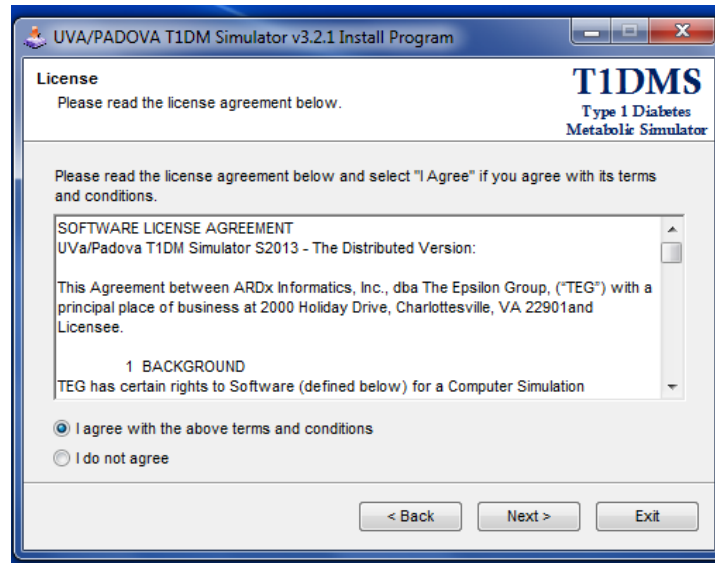 UVA/PADOVA T1DM Simulator v3.2.1 Install Program
License
Please read the license agreement below.
T1DMS
Type 1 Diabetes
Metabolic Simulator
Please read the license agreement below and select "I Agree" if you agree with its terms
and conditions.
SOFTWARE LICENSE AGREEMENT
UVa/Padova T1DM Simulator S2013 - The Distributed Version:
This Agreement between ARDx Informatics, Inc., dba The Epsilon Group, (“TEG”) with a
principal place of business at 2000 Holiday Drive, Charlottesville, VA 22901and
Licensee.
1 BACKGROUND
TEG has certain rights to Software (defined below) for a Computer Simulation
I agree with the above terms and conditions
I do not agree
< Back Next > Exit